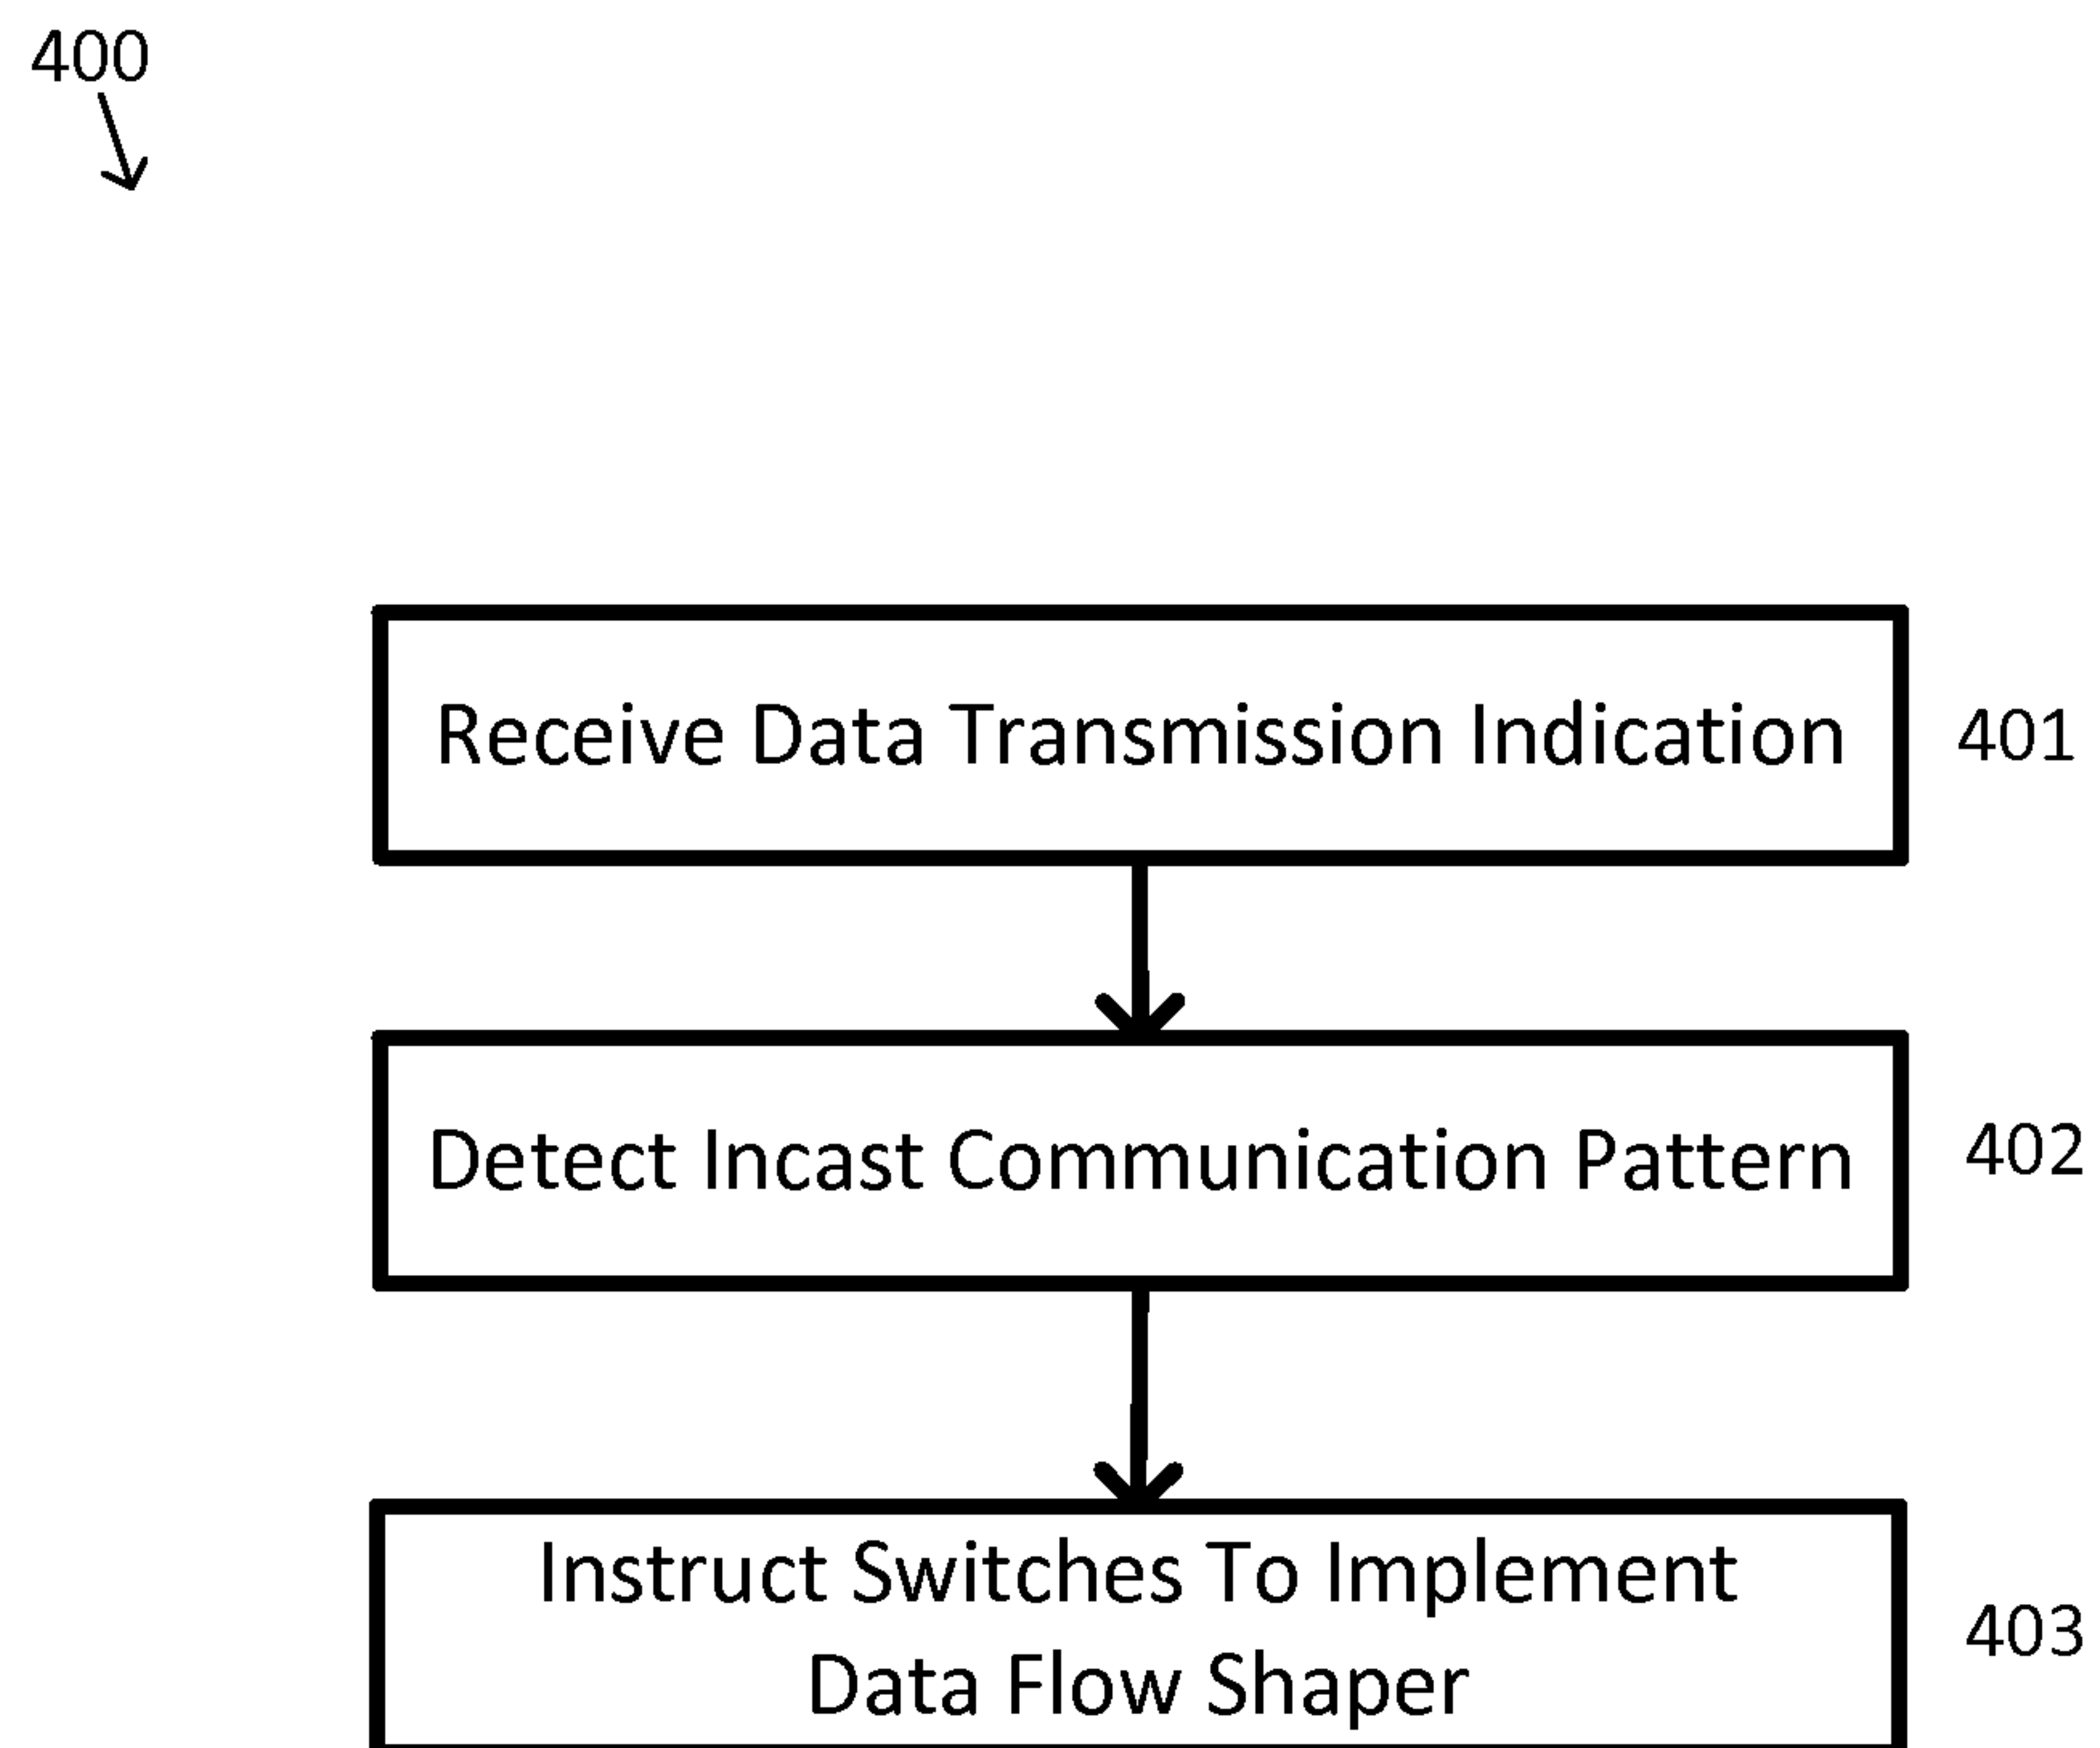 400
Receive Data Transmission Indication
401
Detect Incast Communication Pattern
402
Instruct Switches To Implement
Data Flow Shaper
403